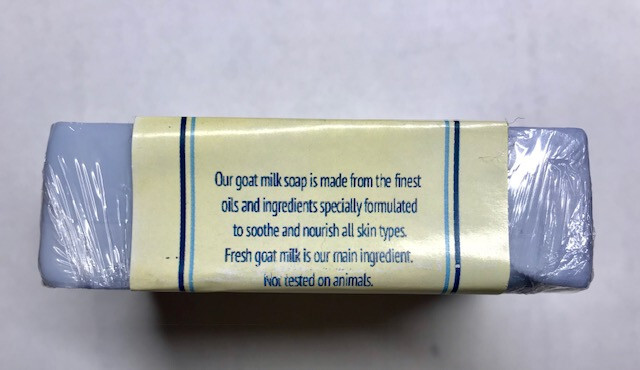 Our goat milk soap is made from the finest
oils and ingredients specially formulated
to soothe and nourish all skin types.
Fresh goat milk is our main ingredient.
Not tested on animals.